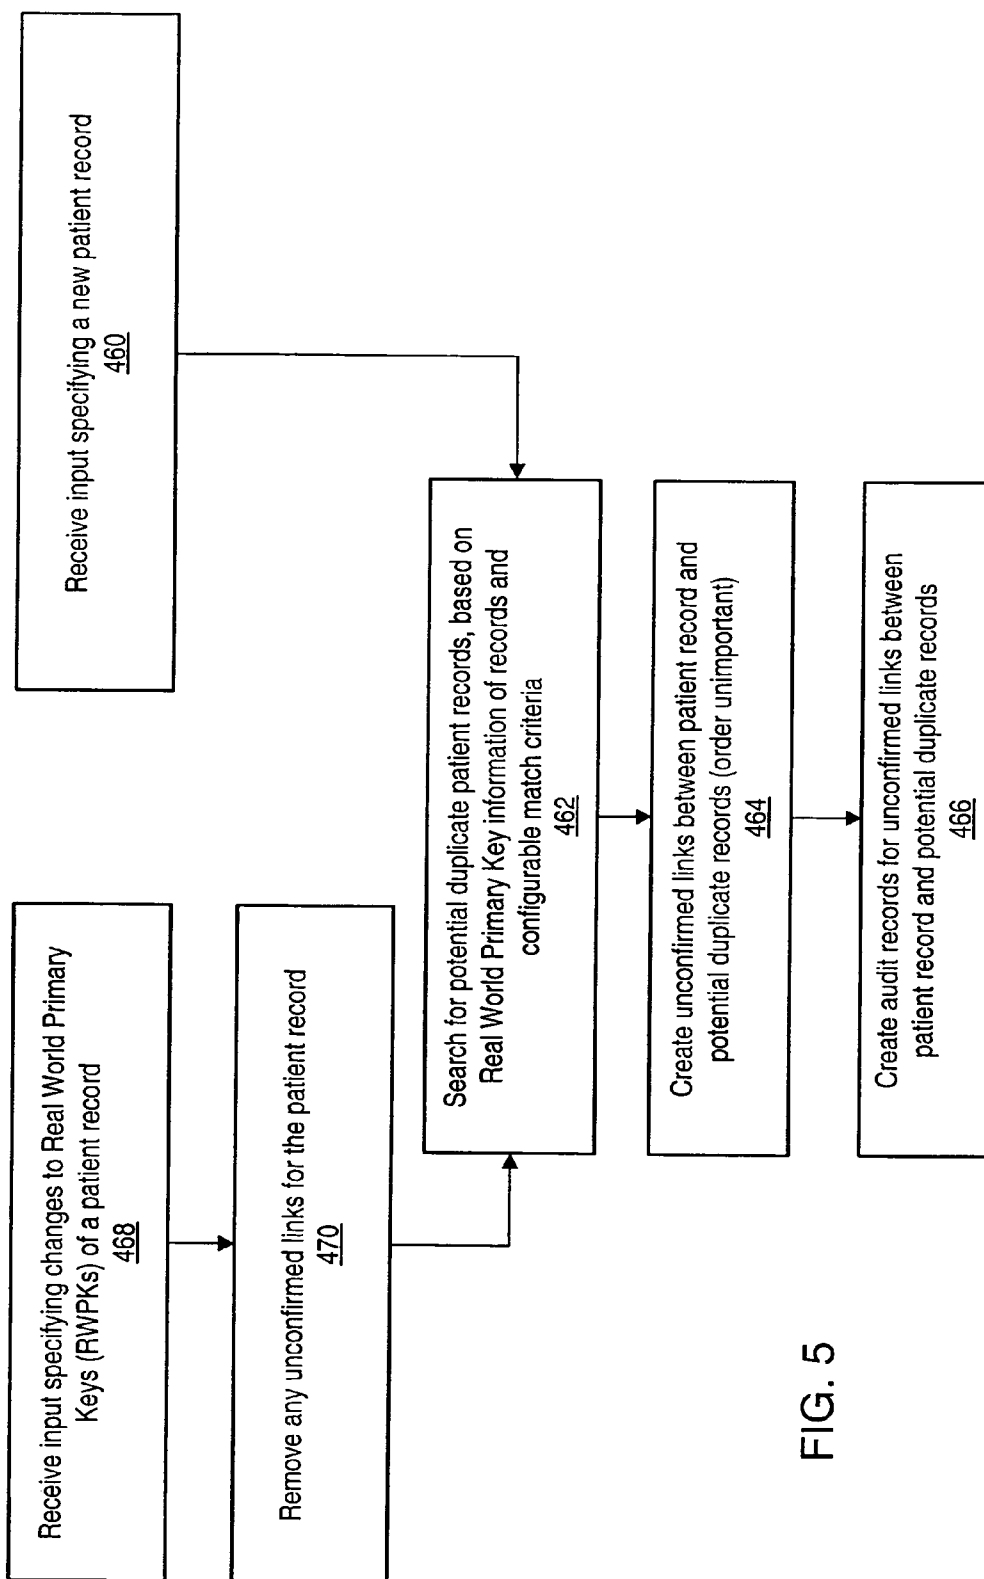 Receive input specifying changes to Real World Primary
Keys (RWPKs) of a patient record
468
Remove any unconfirmed links for the patient record
470
Receive input specifying a new patient record
460
Search for potential duplicate patient records, based on
Real World Primary Key information of records and
configurable match criteria
462
Create unconfirmed links between patient record and
potential duplicate records (order unimportant)
464
Create audit records for unconfirmed links between
patient record and potential duplicate records
466
FIG. 5